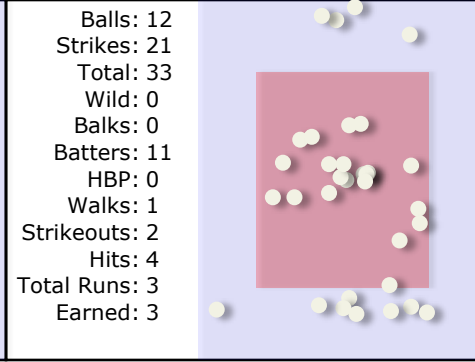 Balls: 12
Strikes: 21
Total: 33
Wild: 0
Balks: 0
Batters: 11
HBP: 0
Walks: 1
Strikeouts: 2
Hits: 4
Total Runs: 3
Earned: 3